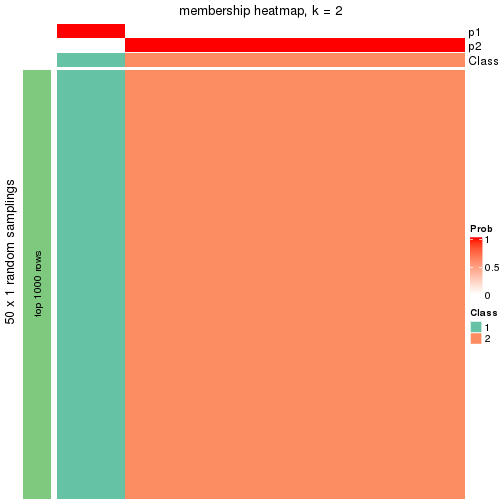 membership heatmap, k = 2
p1
p2
Class
50 x 1 random samplings
top 1000 rows
Prob
1
0.5
0
Class
1
2